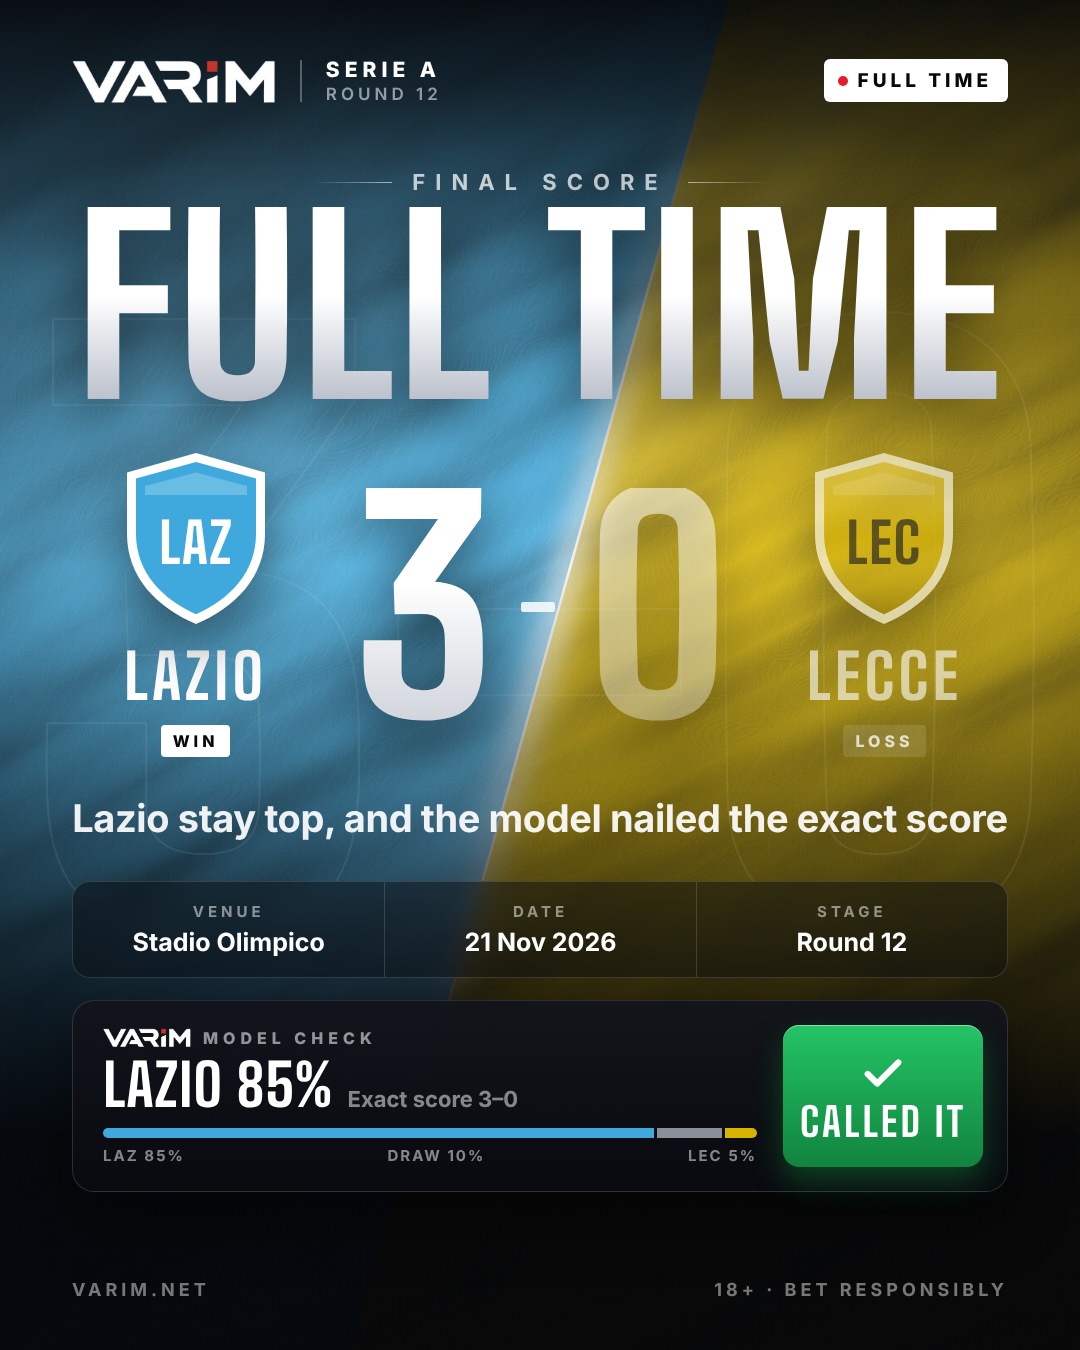 VARiM
SERIE A
ROUND 12
FULL TIME
FINAL SCORE
FULL TIME
LAZ
3 - 0
LEC
LAZIO
LECCE
WIN
LOSS
Lazio stay top, and the model nailed the exact score
VENUE
Stadio Olimpico
DATE
21 Nov 2026
STAGE
Round 12
VARiM MODEL CHECK
LAZIO 85% Exact score 3–0
LAZ 85% DRAW 10% LEC 5%
CALLED IT
VARIM.NET
18+ · BET RESPONSIBLY